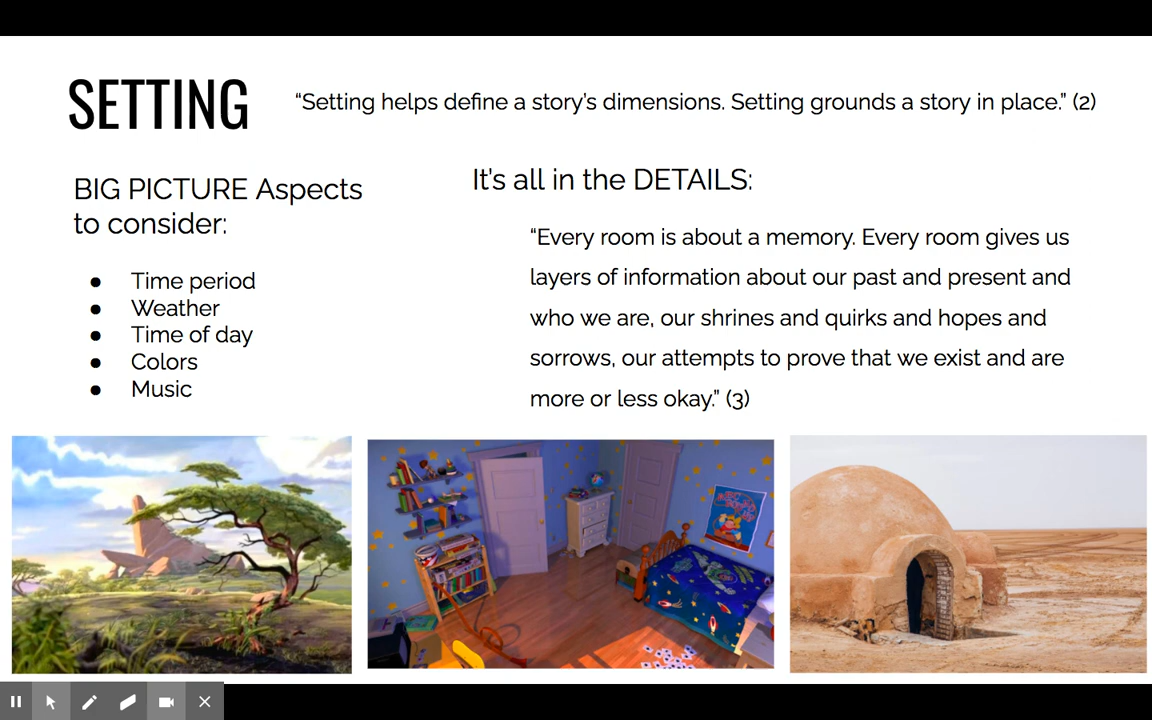 SETTING
“Setting helps define a story’s dimensions. Setting grounds a story in place.” (2)
BIG PICTURE Aspects
to consider:
● Time period
● Weather
● Time of day
● Colors
● Music
It’s all in the DETAILS:
“Every room is about a memory. Every room gives us
layers of information about our past and present and
who we are, our shrines and quirks and hopes and
sorrows, our attempts to prove that we exist and are
more or less okay.” (3)